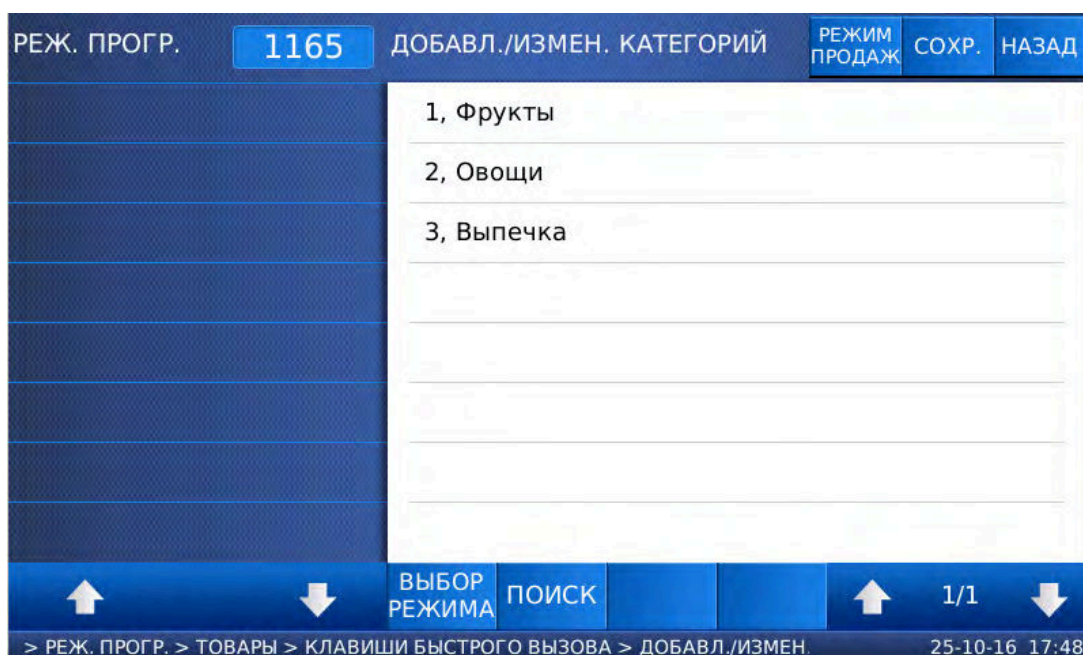 РЕЖ. ПРОГР. 1165 ДОБАВЛ./ИЗМЕН. КАТЕГОРИЙ РЕЖИМ ПРОДАЖ СОХР. НАЗАД
1, Фрукты
2, Овощи
3, Выпечка
ВЫБОР РЕЖИМА ПОИСК 1/1
> РЕЖ. ПРОГР. > ТОВАРЫ > КЛАВИШИ БЫСТРОГО ВЫЗОВА > ДОБАВЛ./ИЗМЕН. 25-10-16 17:48